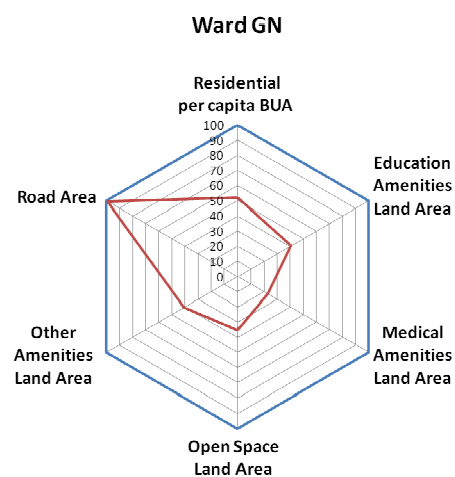 Ward GN
Residential
per capita BUA
100
90
80
70
60
50
40
30
20
10
0
Education
Amenities
Land Area
Road Area
Other
Amenities
Land Area
Medical
Amenities
Land Area
Open Space
Land Area